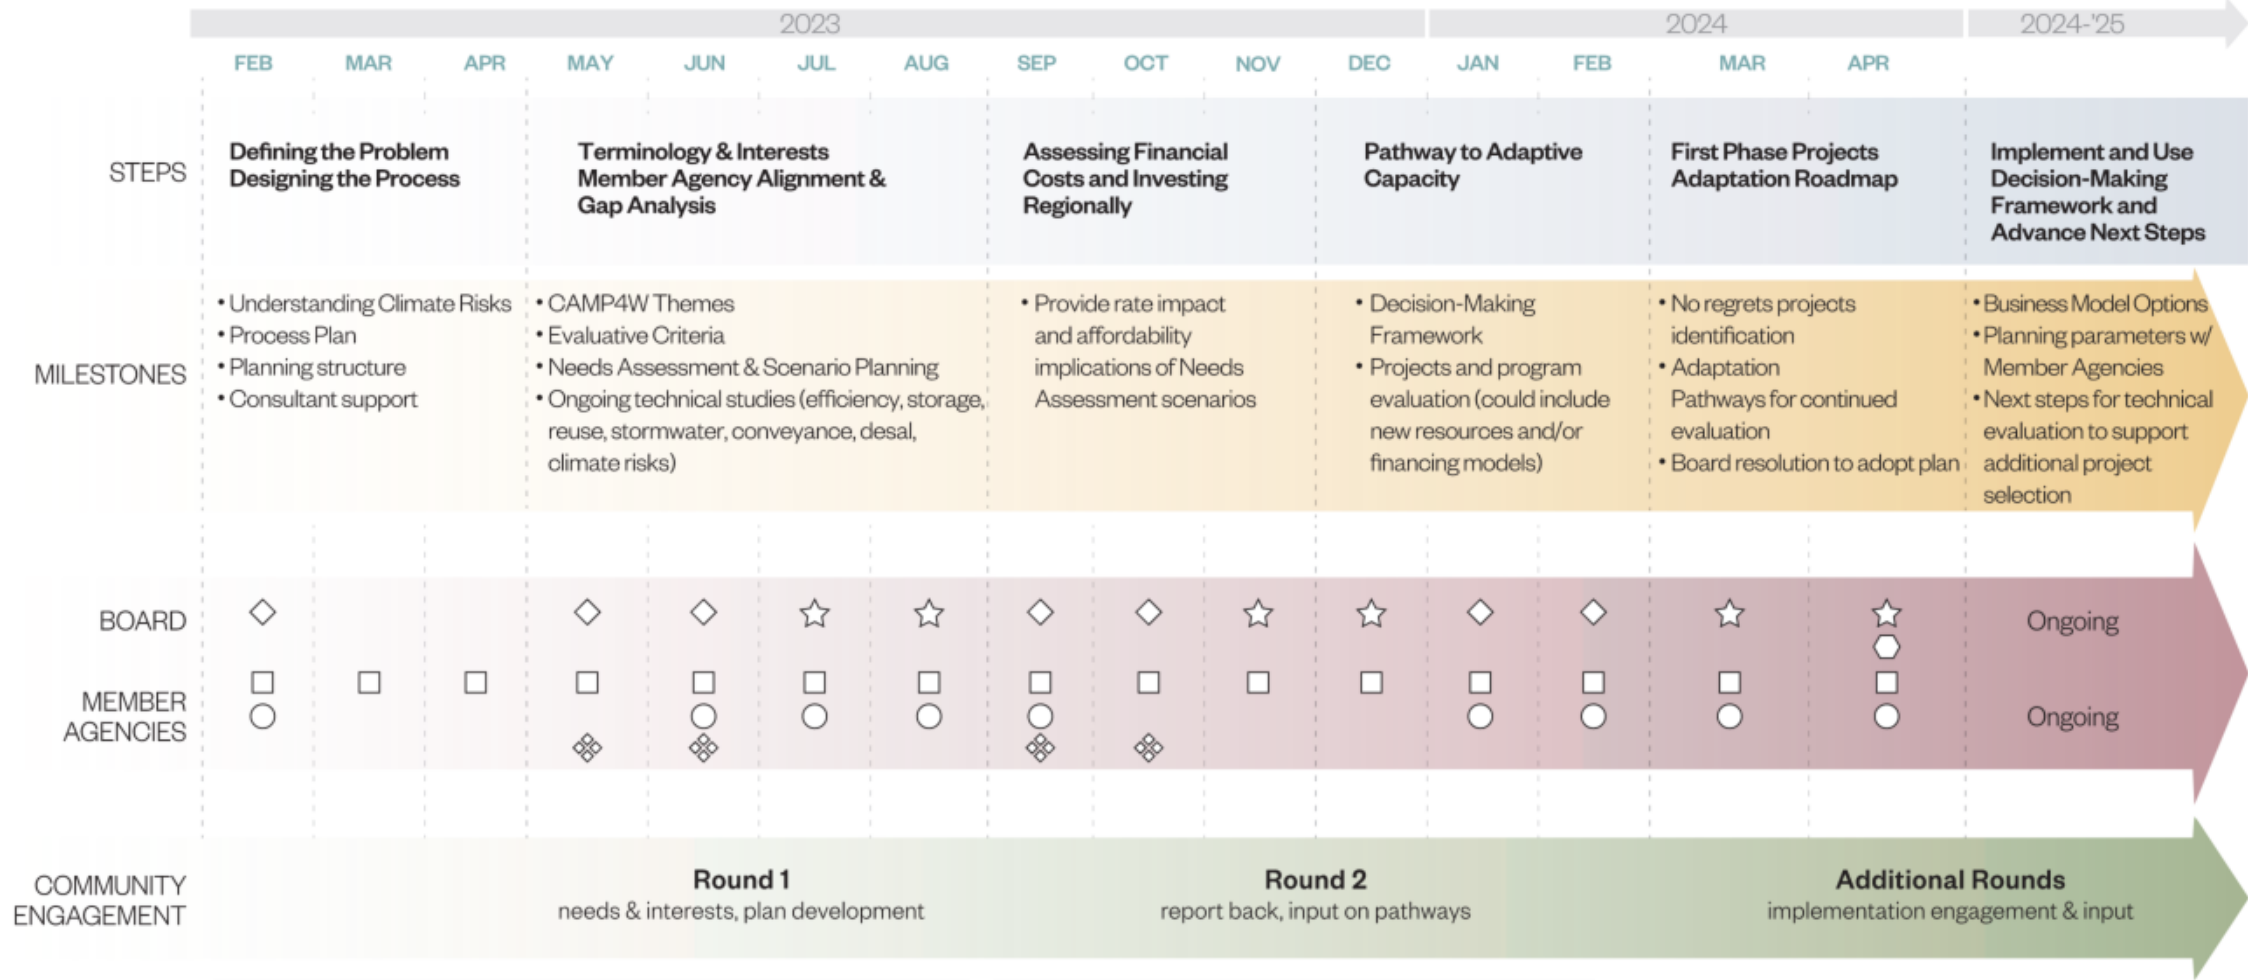 2023
2024
2024-'25
FEB
MAR
APR
MAY
JUN
JUL
AUG
SEP
OCT
NOV
DEC
JAN
FEB
MAR
APR
STEPS
Defining the Problem
Designing the Process
Terminology & Interests
Member Agency Alignment &
Gap Analysis
Assessing Financial
Costs and Investing
Regionally
Pathway to Adaptive
Capacity
First Phase Projects
Adaptation Roadmap
Implement and Use
Decision-Making
Framework and
Advance Next Steps
MILESTONES
• Understanding Climate Risks
• Process Plan
• Planning structure
• Consultant support
• CAMP4W Themes
• Evaluative Criteria
• Needs Assessment & Scenario Planning
• Ongoing technical studies (efficiency, storage,
reuse, stormwater, conveyance, desal,
climate risks)
• Provide rate impact
and affordability
implications of Needs
Assessment scenarios
• Decision-Making
Framework
• Projects and program
evaluation (could include
new resources and/or
financing models)
• No regrets projects
identification
• Adaptation
Pathways for continued
evaluation
• Board resolution to adopt plan
• Business Model Options
• Planning parameters w/
Member Agencies
• Next steps for technical
evaluation to support
additional project
selection
BOARD
Ongoing
MEMBER
AGENCIES
Ongoing
COMMUNITY
ENGAGEMENT
Round 1
needs & interests, plan development
Round 2
report back, input on pathways
Additional Rounds
implementation engagement & input